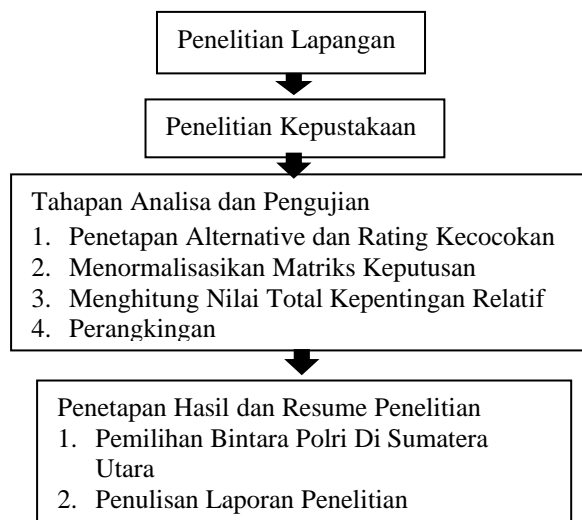 Penelitian Lapangan
Penelitian Kepustakaan
Tahapan Analisa dan Pengujian
1. Penetapan Alternative dan Rating Kecocokan
2. Menormalisasikan Matriks Keputusan
3. Menghitung Nilai Total Kepentingan Relatif
4. Perangkingan
Penetapan Hasil dan Resume Penelitian
1. Pemilihan Bintara Polri Di Sumatera
Utara
2. Penulisan Laporan Penelitian